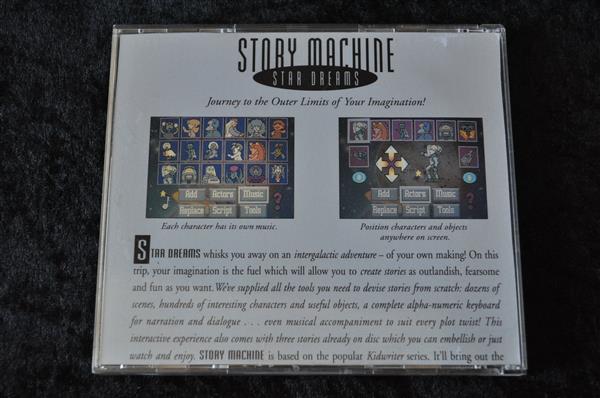 STORY MACHINE
STAR DREAMS
Journey to the Outer Limits of Your Imagination!
Add Actors Music
Replace Script Tools
?
Add Actors Music
Replace Script Tools
?
Each character has its own music.
Position characters and objects
anywhere on screen.
STAR DREAMS whisks you away on an intergalactic adventure – of your own making! On this
trip, your imagination is the fuel which will allow you to create stories as outlandish, fearsome
and fun as you want. We've supplied all the tools you need to devise stories from scratch: dozens of
scenes, hundreds of interesting characters and useful objects, a complete alpha-numeric keyboard
for narration and dialogue . . . even musical accompaniment to suit every plot twist! This
interactive experience also comes with three stories already on disc which you can embellish or just
watch and enjoy. STORY MACHINE is based on the popular Kidwriter series. It'll bring out the